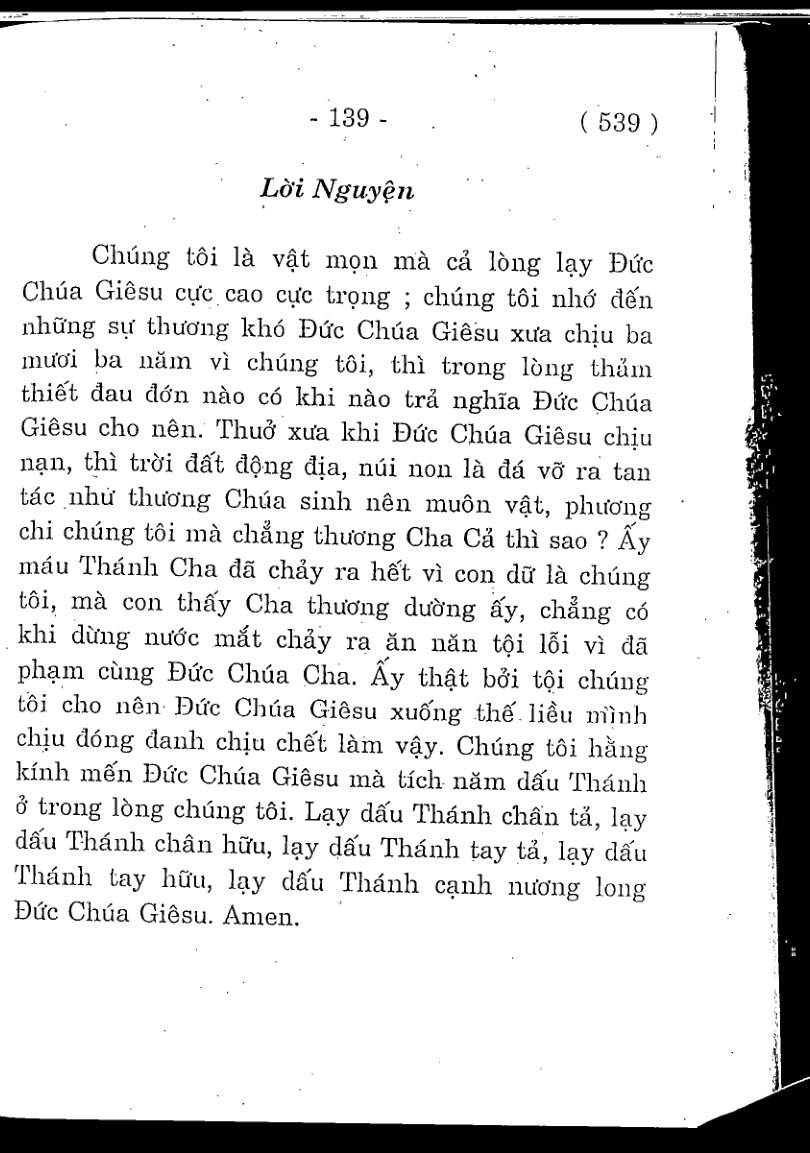 - 139 -
( 539 )
Lời Nguyện
Chúng tôi là vật mọn mà cả lòng lạy Đức
Chúa Giêsu cực cao cực trọng ; chúng tôi nhớ đến
những sự thương khó Đức Chúa Giêsu xưa chịu ba
mươi ba năm vì chúng tôi, thì trong lòng thảm
thiết đau đớn nào có khi nào trả nghĩa Đức Chúa
Giêsu cho nên. Thuở xưa khi Đức Chúa Giêsu chịu
nạn, thì trời đất động địa, núi non là đá vỡ ra tan
tác như thương Chúa sinh nên muôn vật, phương
chi chúng tôi mà chẳng thương Cha Cả thì sao ? Ấy
máu Thánh Cha đã chảy ra hết vì con dữ là chúng
tôi, mà con thấy Cha thương dường ấy, chẳng có
khi dừng nước mắt chảy ra ăn năn tội lỗi vì đã
phạm cùng Đức Chúa Cha. Ấy thật bởi tội chúng
tôi cho nên Đức Chúa Giêsu xuống thế liều mình
chịu đóng đanh chịu chết làm vậy. Chúng tôi hằng
kính mến Đức Chúa Giêsu mà tích năm dấu Thánh
ở trong lòng chúng tôi. Lạy dấu Thánh chân tả, lạy
dấu Thánh chân hữu, lạy dấu Thánh tay tả, lạy dấu
Thánh tay hữu, lạy dấu Thánh cạnh nương long
Đức Chúa Giêsu. Amen.